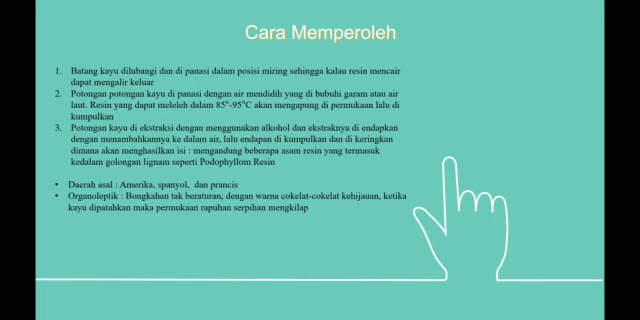 Cara Memperoleh
1. Batang kayu dilubangi dan di panasi dalam posisi miring sehingga kalau resin mencair
dapat mengalir keluar
2. Potongan potongan kayu di panasi dengan air mendidih yang di bubuhi garam atau air
laut. Resin yang dapat meleleh dalam 85°-95°C akan mengapung di permukaan lalu di
kumpulkan
3. Potongan kayu di ekstraksi dengan menggunakan alkohol dan ekstraknya di endapkan
dengan menambahkannya ke dalam air, lalu endapan di kumpulkan dan di keringkan
dimana akan menghasilkan isi : mengandung beberapa asam resin yang termasuk
kedalam golongan lignam seperti Podophyllom Resin
• Daerah asal : Amerika, spanyol, dan prancis
• Organoleptik : Bongkahan tak beraturan, dengan warna cokelat-cokelat kehijauan, ketika
kayu dipatahkan maka permukaan rapuhan serpihan mengkilap